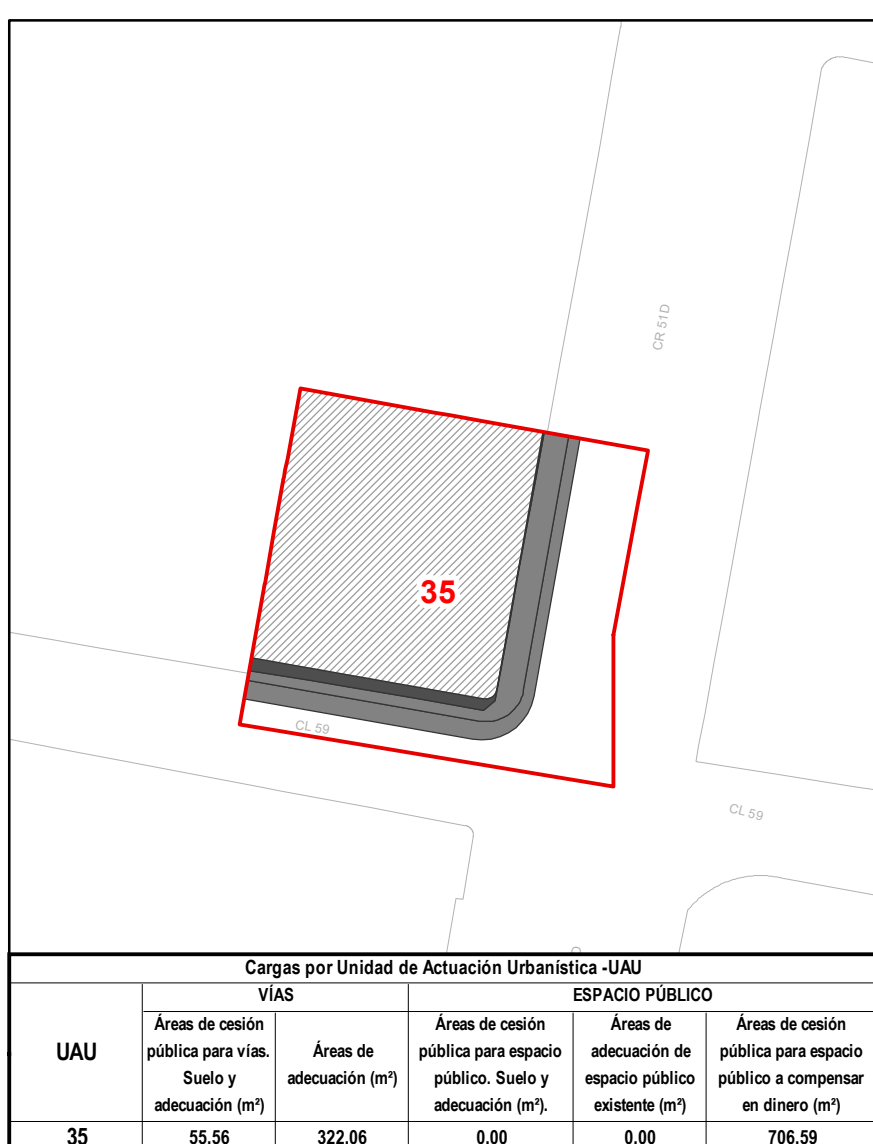 CR 51D
35
CL 59
CL 59
Cargas por Unidad de Actuación Urbanística -UAU
VÍAS
ESPACIO PÚBLICO
UAU
Áreas de cesión
pública para vías.
Suelo y
adecuación (m²)
Áreas de
adecuación (m²)
Áreas de cesión
pública para espacio
público. Suelo y
adecuación (m²).
Áreas de
adecuación de
espacio público
existente (m²)
Áreas de cesión
pública para espacio
público a compensar
en dinero (m²)
35 55.56 322.06 0.00 0.00 706.59